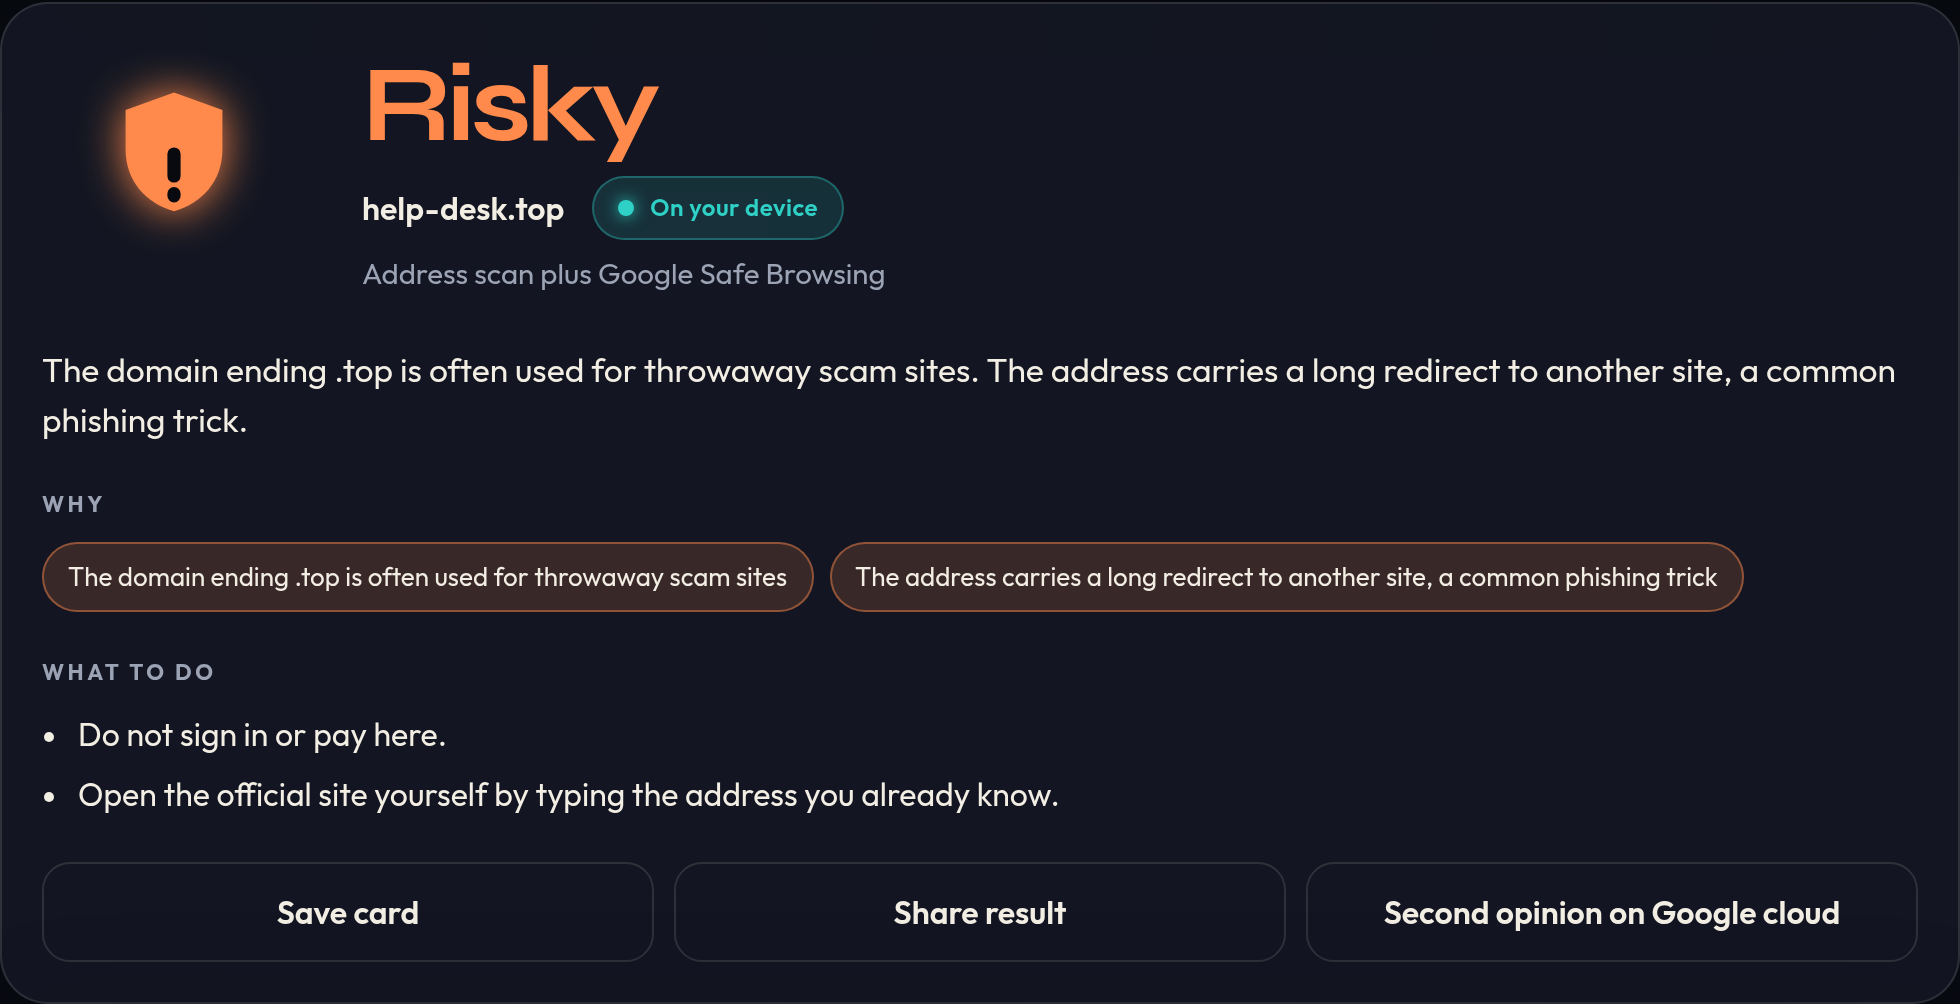 Risky
help-desk.top
On your device
Address scan plus Google Safe Browsing
The domain ending .top is often used for throwaway scam sites. The address carries a long redirect to another site, a common
phishing trick.
WHY
The domain ending .top is often used for throwaway scam sites
The address carries a long redirect to another site, a common phishing trick
WHAT TO DO
• Do not sign in or pay here.
• Open the official site yourself by typing the address you already know.
Save card
Share result
Second opinion on Google cloud